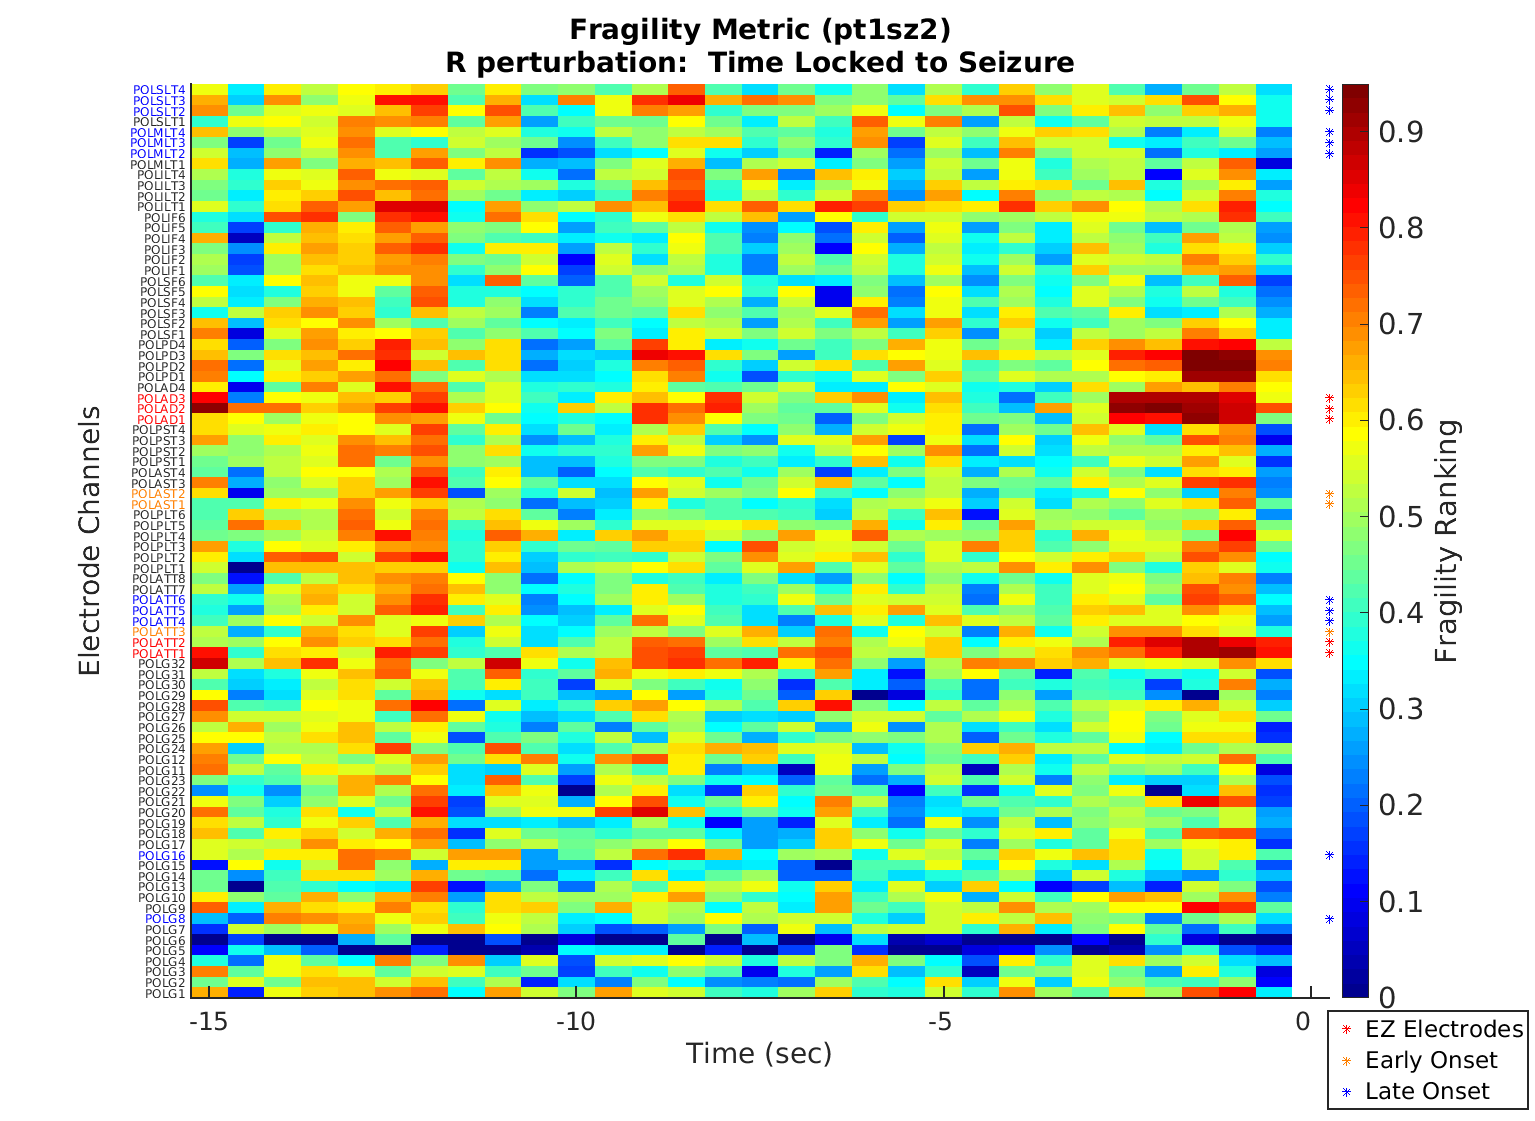 Fragility Metric (pt1sz2)
R perturbation:  Time Locked to Seizure
Electrode Channels
POLSLT4
POLSLT3
POLSLT2
POLSLT1
POLMLT4
POLMLT3
POLMLT2
POLMLT1
POLILT4
POLILT3
POLILT2
POLILT1
POLIF6
POLIF5
POLIF4
POLIF3
POLIF2
POLIF1
POLSF6
POLSF5
POLSF4
POLSF3
POLSF2
POLSF1
POLPD4
POLPD3
POLPD2
POLPD1
POLAD4
POLAD3
POLAD2
POLAD1
POLPST4
POLPST3
POLPST2
POLPST1
POLAST4
POLAST3
POLAST2
POLAST1
POLPLT6
POLPLT5
POLPLT4
POLPLT3
POLPLT2
POLPLT1
POLATT8
POLATT7
POLATT6
POLATT5
POLATT4
POLATT3
POLATT2
POLATT1
POLG32
POLG31
POLG30
POLG29
POLG28
POLG27
POLG26
POLG25
POLG24
POLG12
POLG11
POLG23
POLG22
POLG21
POLG20
POLG19
POLG18
POLG17
POLG16
POLG15
POLG14
POLG13
POLG10
POLG9
POLG8
POLG7
POLG6
POLG5
POLG4
POLG3
POLG2
POLG1
-15
-10
-5
0
Time (sec)
0.9
0.8
0.7
0.6
0.5
0.4
0.3
0.2
0.1
0
Fragility Ranking
EZ Electrodes
Early Onset
Late Onset